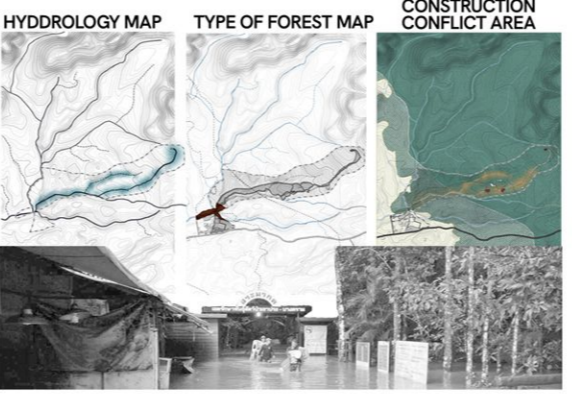 HYDDROLOGY MAP
TYPE OF FOREST MAP
CONSTRUCTION
CONFLICT AREA